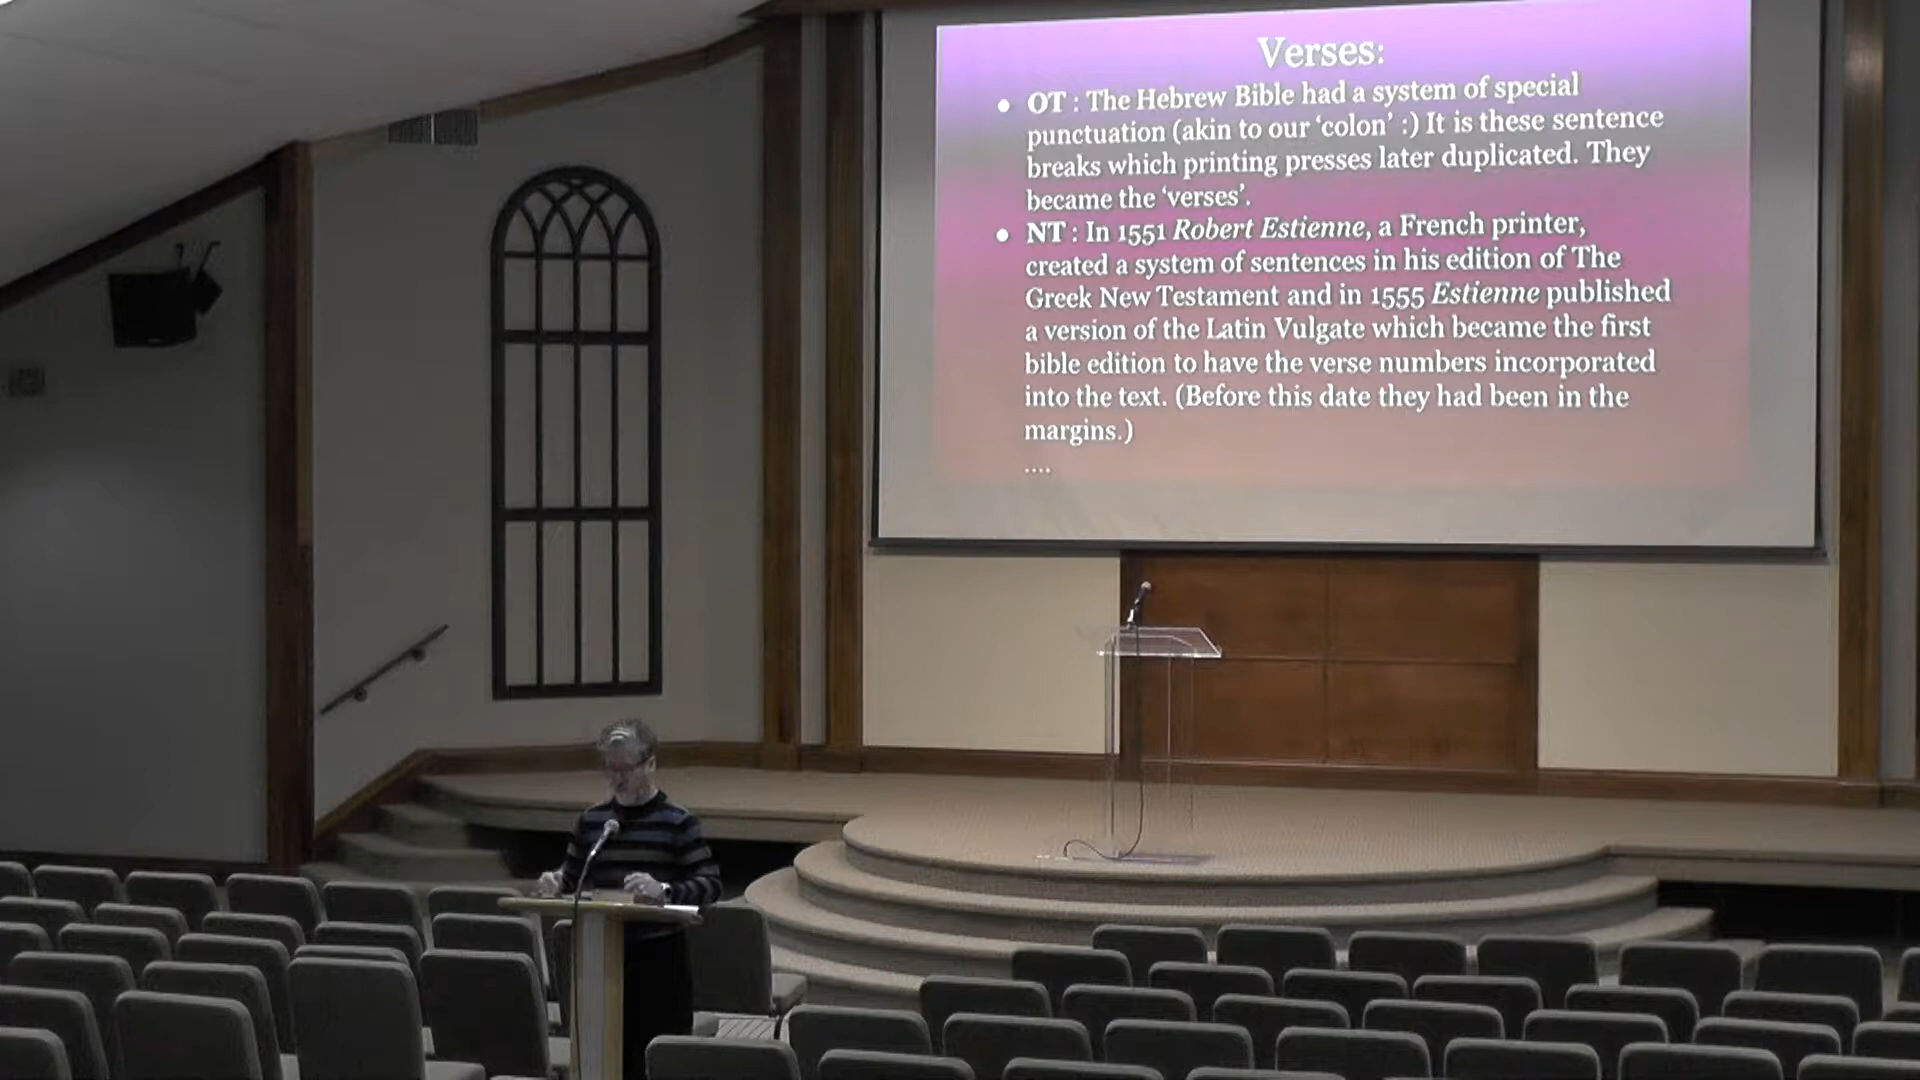 Verses:
● OT : The Hebrew Bible had a system of special
punctuation (akin to our ‘colon’ :) It is these sentence
breaks which printing presses later duplicated. They
became the ‘verses’.
● NT : In 1551 Robert Estienne, a French printer,
created a system of sentences in his edition of The
Greek New Testament and in 1555 Estienne published
a version of the Latin Vulgate which became the first
bible edition to have the verse numbers incorporated
into the text. (Before this date they had been in the
margins.)
....